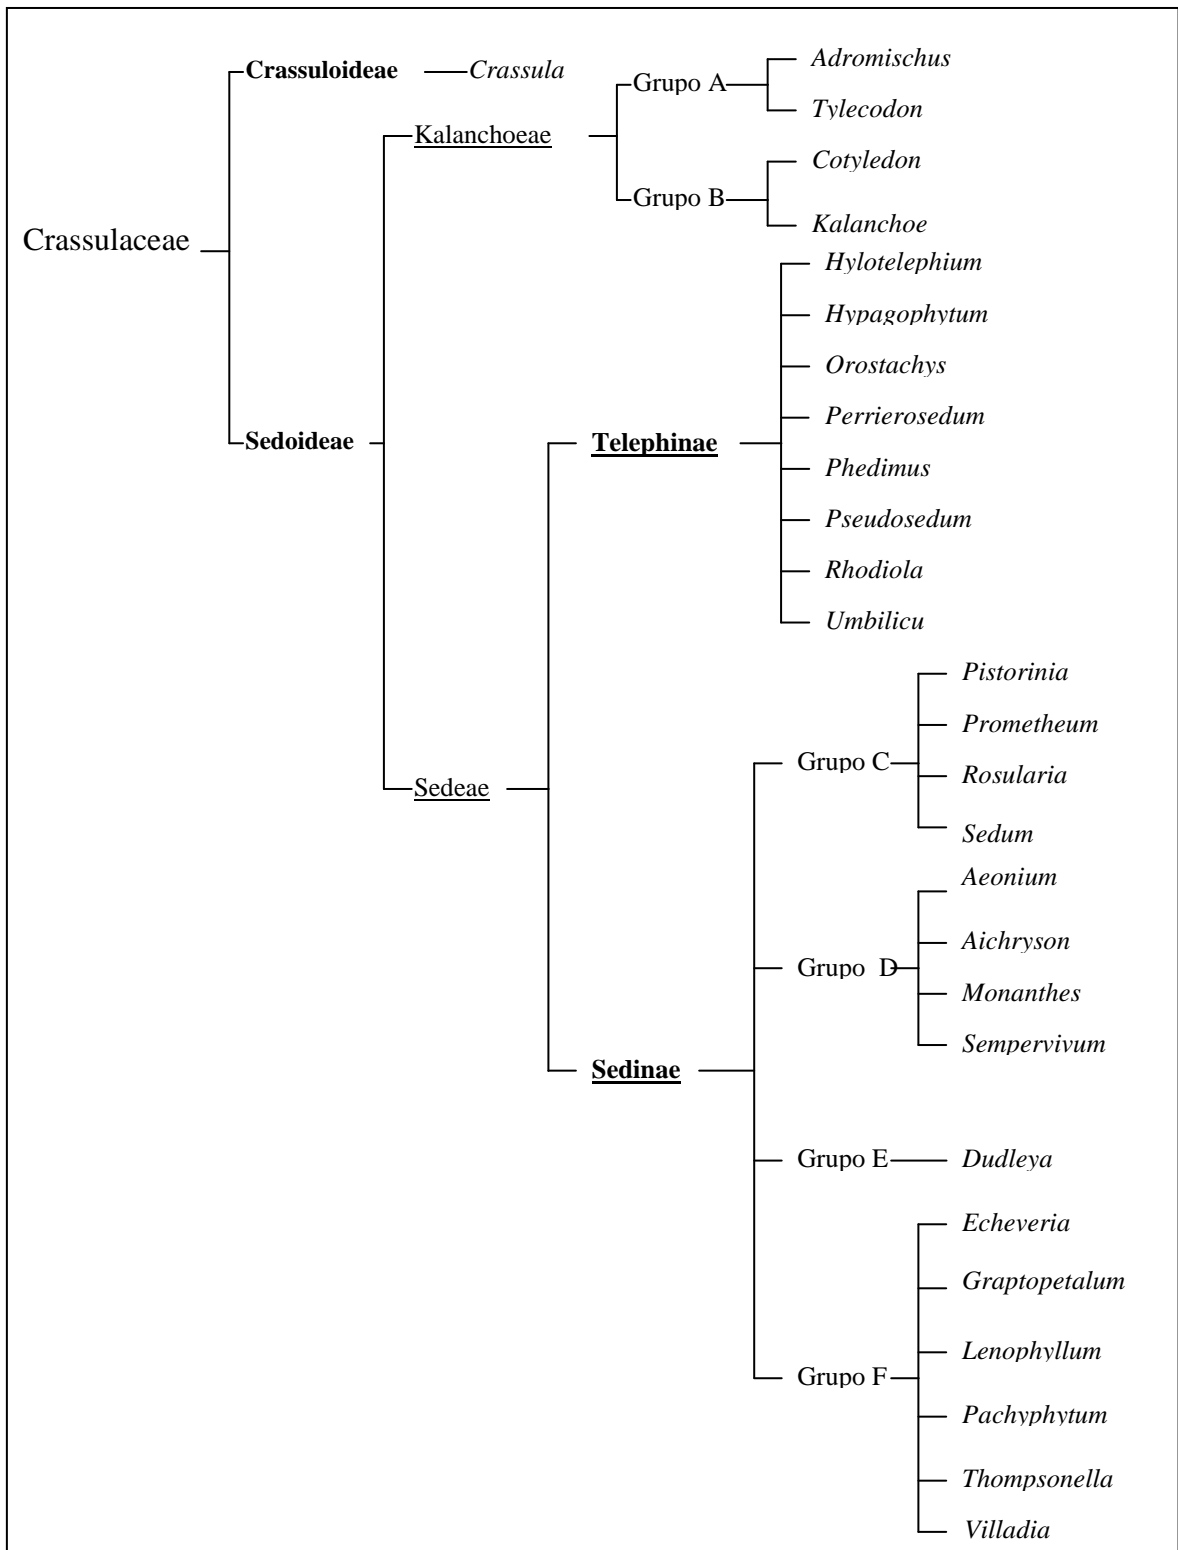 Adromischus
Crassuloideae Crassula
Grupo A
Tylecodon
Kalanchoeae
Cotyledon
Grupo B
Kalanchoe
Crassulaceae
Hylotelephium
Hypagophytum
Orostachys
Perrierosedum
Sedoideae
Telephinae
Phedimus
Pseudosedum
Rhodiola
Umbilicu
Pistorinia
Prometheum
Grupo C
Rosularia
Sedeae
Sedum
Aeonium
Aichryson
Grupo D
Monanthes
Sempervivum
Sedinae
Grupo E
Dudleya
Echeveria
Graptopetalum
Lenophyllum
Grupo F
Pachyphytum
Thompsonella
Villadia